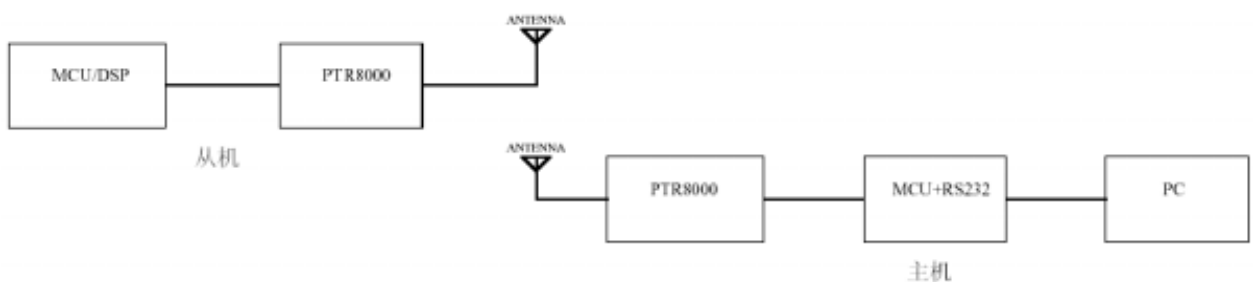 ANTENNA
MCU/DSP
PTR8000
从机
ANTENNA
PTR8000
MCU+RS232
PC
主机